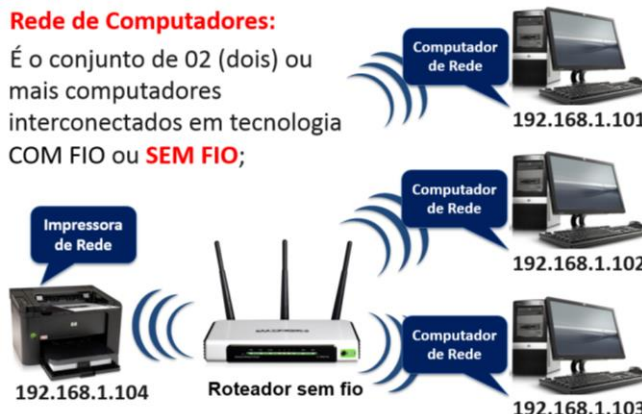 Rede de Computadores:
É o conjunto de 02 (dois) ou
mais computadores
interconectados em tecnologia
COM FIO ou SEM FIO;
Computador
de Rede
192.168.1.101
Computador
de Rede
192.168.1.102
Impressora
de Rede
192.168.1.104
Roteador sem fio
Computador
de Rede
192.168.1.103